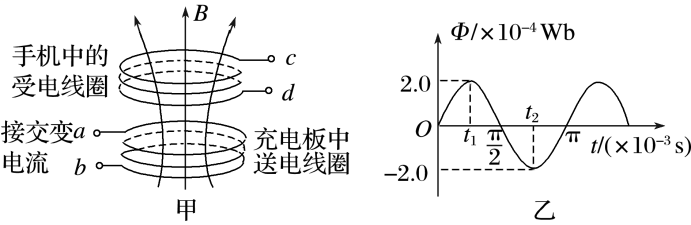 B
手机中的
受电线圈
c
d
接交变a
电流 b
充电板中
送电线圈
甲
Φ/×10⁻⁴ Wb
2.0
O
t₁
π/2
t₂
π
t/(×10⁻³ s)
−2.0
乙